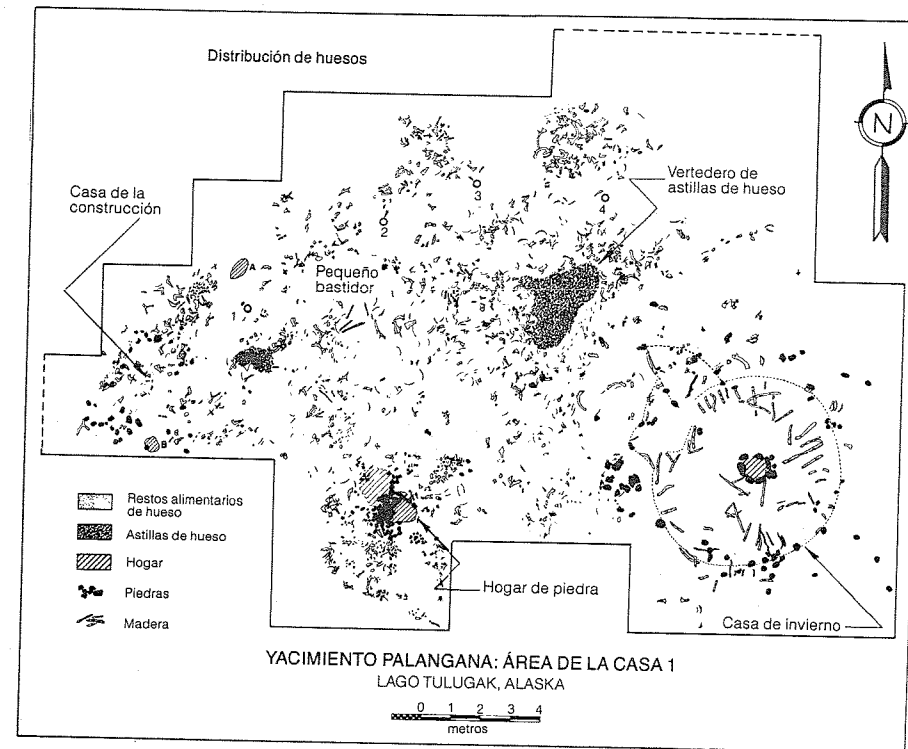 Distribución de huesos
N
Casa de la
construcción
Vertedero de
astillas de hueso
3
4
2
A
Pequeño
bastidor
1
B
Restos alimentarios
de hueso
Astillas de hueso
Hogar
Piedras
Madera
Hogar de piedra
Casa de invierno
YACIMIENTO PALANGANA: ÁREA DE LA CASA 1
LAGO TULUGAK, ALASKA
0 1 2 3 4
metros